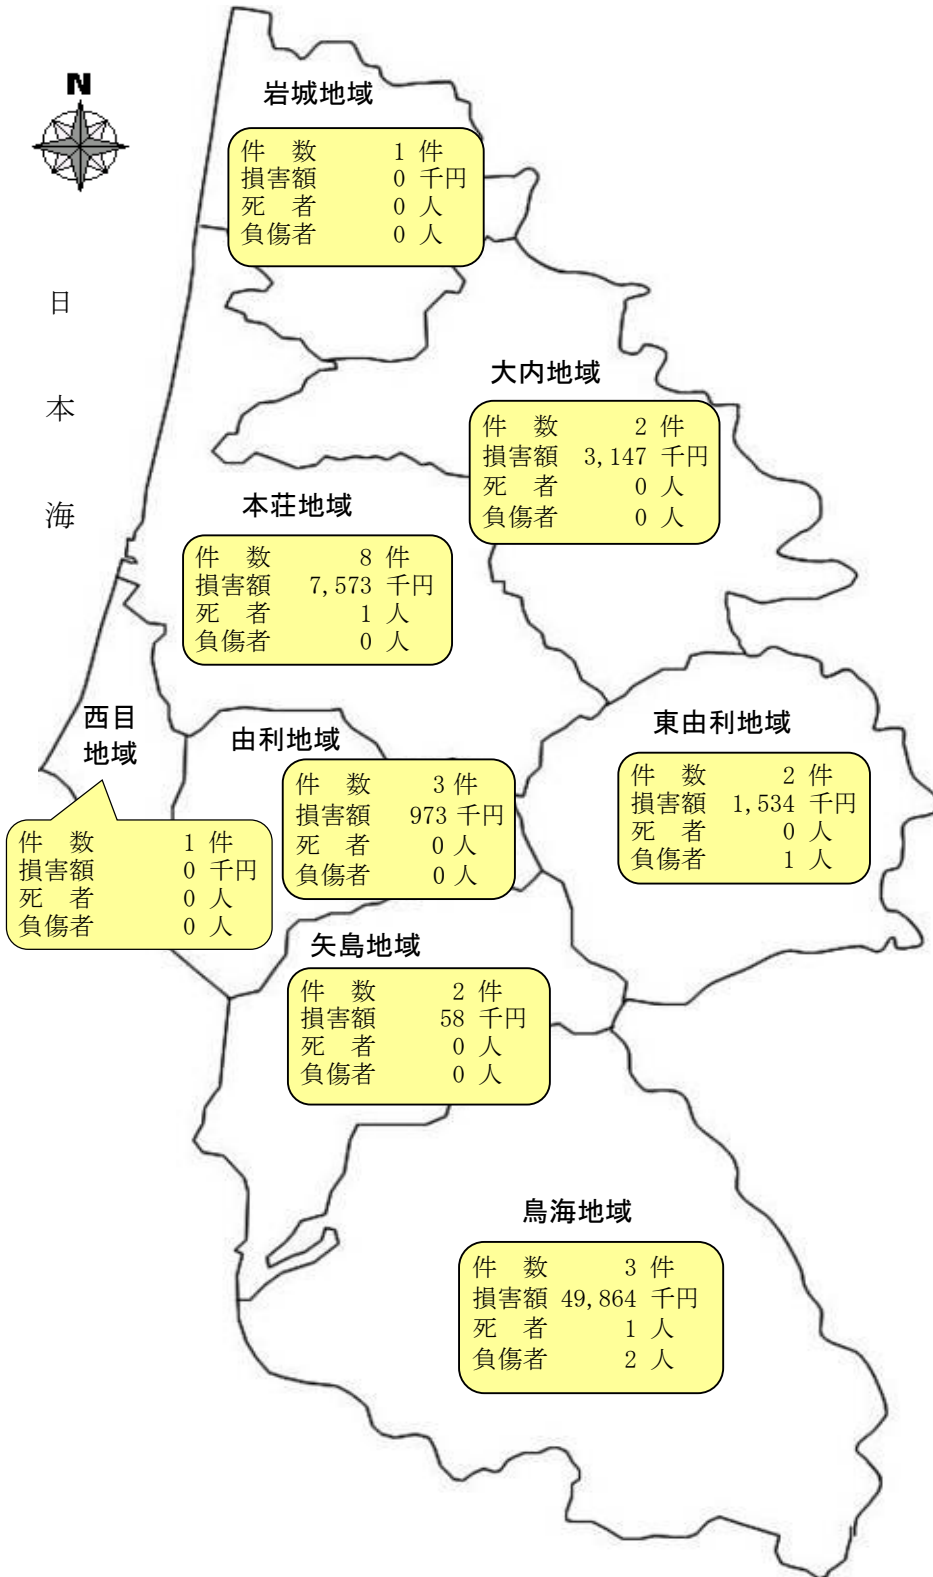 N
岩城地域
件 数 1 件
損害額 0 千円
死 者 0 人
負傷者 0 人
日本海
大内地域
件 数 2 件
損害額 3,147 千円
死 者 0 人
負傷者 0 人
本荘地域
件 数 8 件
損害額 7,573 千円
死 者 1 人
負傷者 0 人
西目
地域
件 数 1 件
損害額 0 千円
死 者 0 人
負傷者 0 人
由利地域
件 数 3 件
損害額 973 千円
死 者 0 人
負傷者 0 人
東由利地域
件 数 2 件
損害額 1,534 千円
死 者 0 人
負傷者 1 人
矢島地域
件 数 2 件
損害額 58 千円
死 者 0 人
負傷者 0 人
鳥海地域
件 数 3 件
損害額 49,864 千円
死 者 1 人
負傷者 2 人